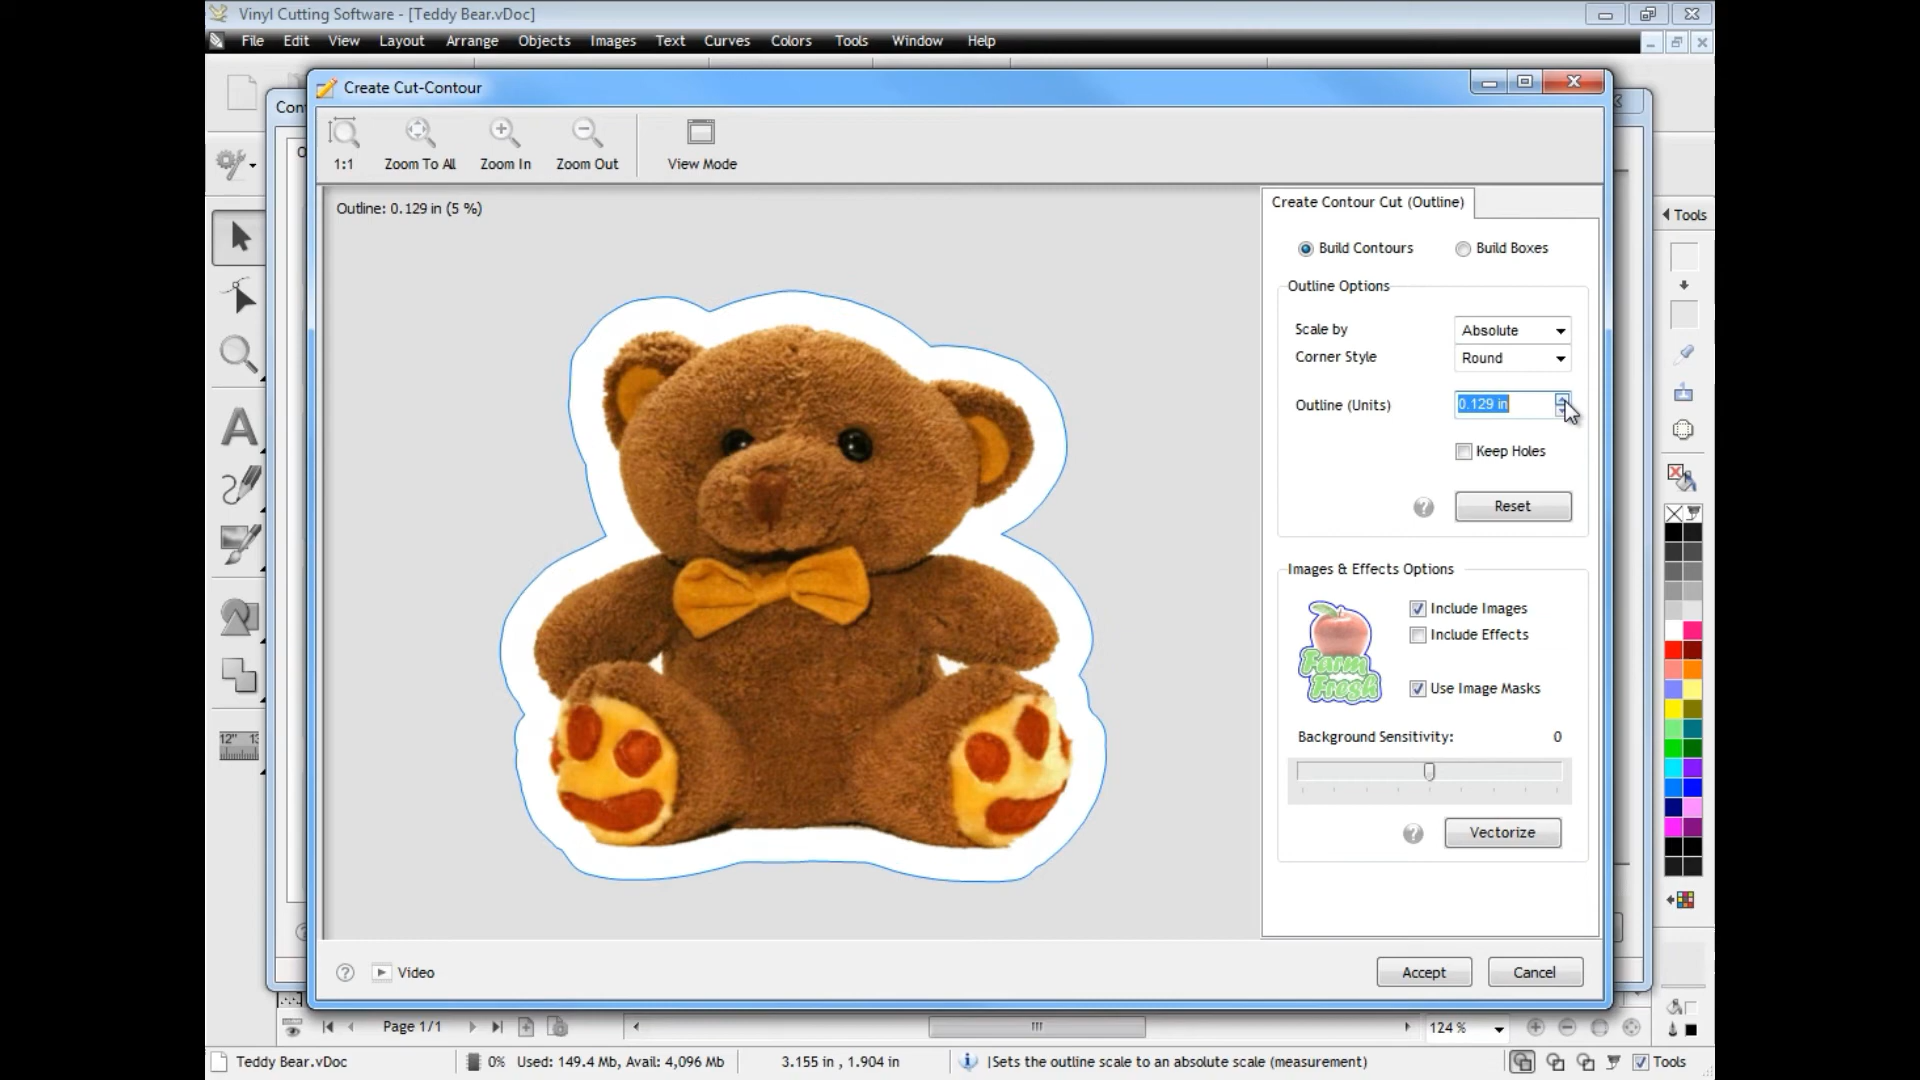 Vinyl Cutting Software - [Teddy Bear.vDoc]
File Edit View Layout Arrange Objects Images Text Curves Colors Tools Window Help
Create Cut-Contour
1:1 Zoom To All Zoom In Zoom Out View Mode
Outline: 0.129 in (5 %)
Create Contour Cut (Outline)
Tools
Build Contours Build Boxes
Outline Options
Scale by Absolute
Corner Style Round
Outline (Units) 0.129 in
Keep Holes
Reset
Images & Effects Options
Include Images
Include Effects
Farm
Fresh
Use Image Masks
Background Sensitivity: 0
Vectorize
12"
Video
Accept Cancel
Page 1/1
124 %
Teddy Bear.vDoc
0% Used: 149.4 Mb, Avail: 4,096 Mb
3.155 in , 1.904 in
|Sets the outline scale to an absolute scale (measurement)
Tools